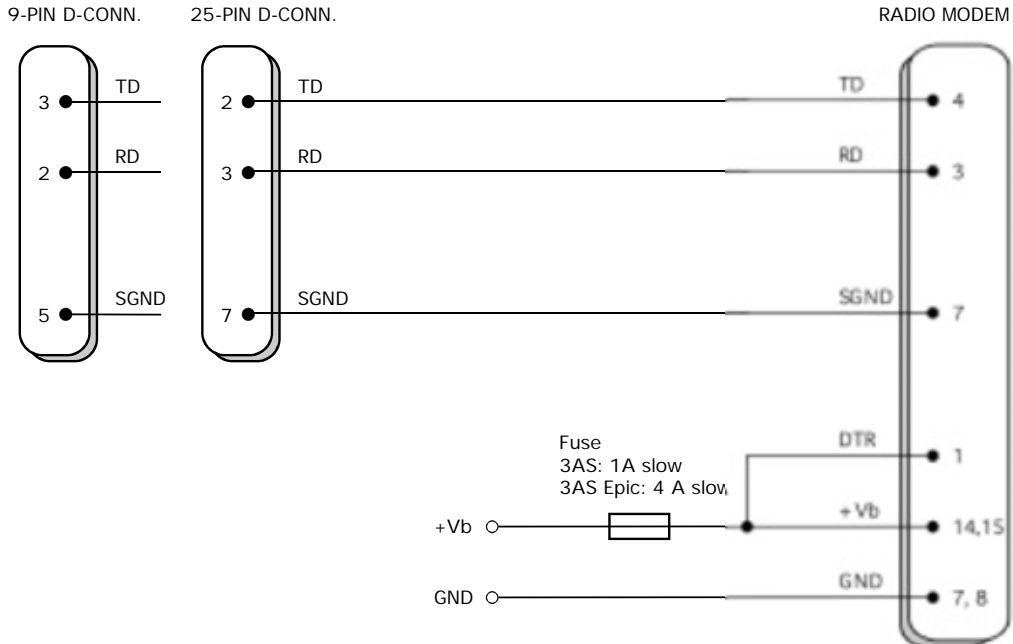 9-PIN D-CONN. 25-PIN D-CONN. RADIO MODEM
3 TD 2 TD TD 4
2 RD 3 RD RD 3
5 SGND 7 SGND SGND 7
DTR 1
Fuse
3AS: 1A slow
3AS Epic: 4 A slow
+Vb +Vb 14,15
GND GND 7, 8